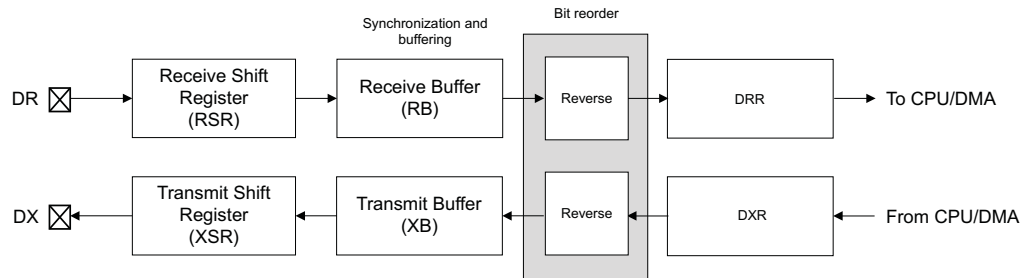 Bit reorder
Synchronization and
buffering
DR
Receive Shift
Register
(RSR)
Receive Buffer
(RB)
Reverse
DRR
To CPU/DMA
DX
Transmit Shift
Register
(XSR)
Transmit Buffer
(XB)
Reverse
DXR
From CPU/DMA